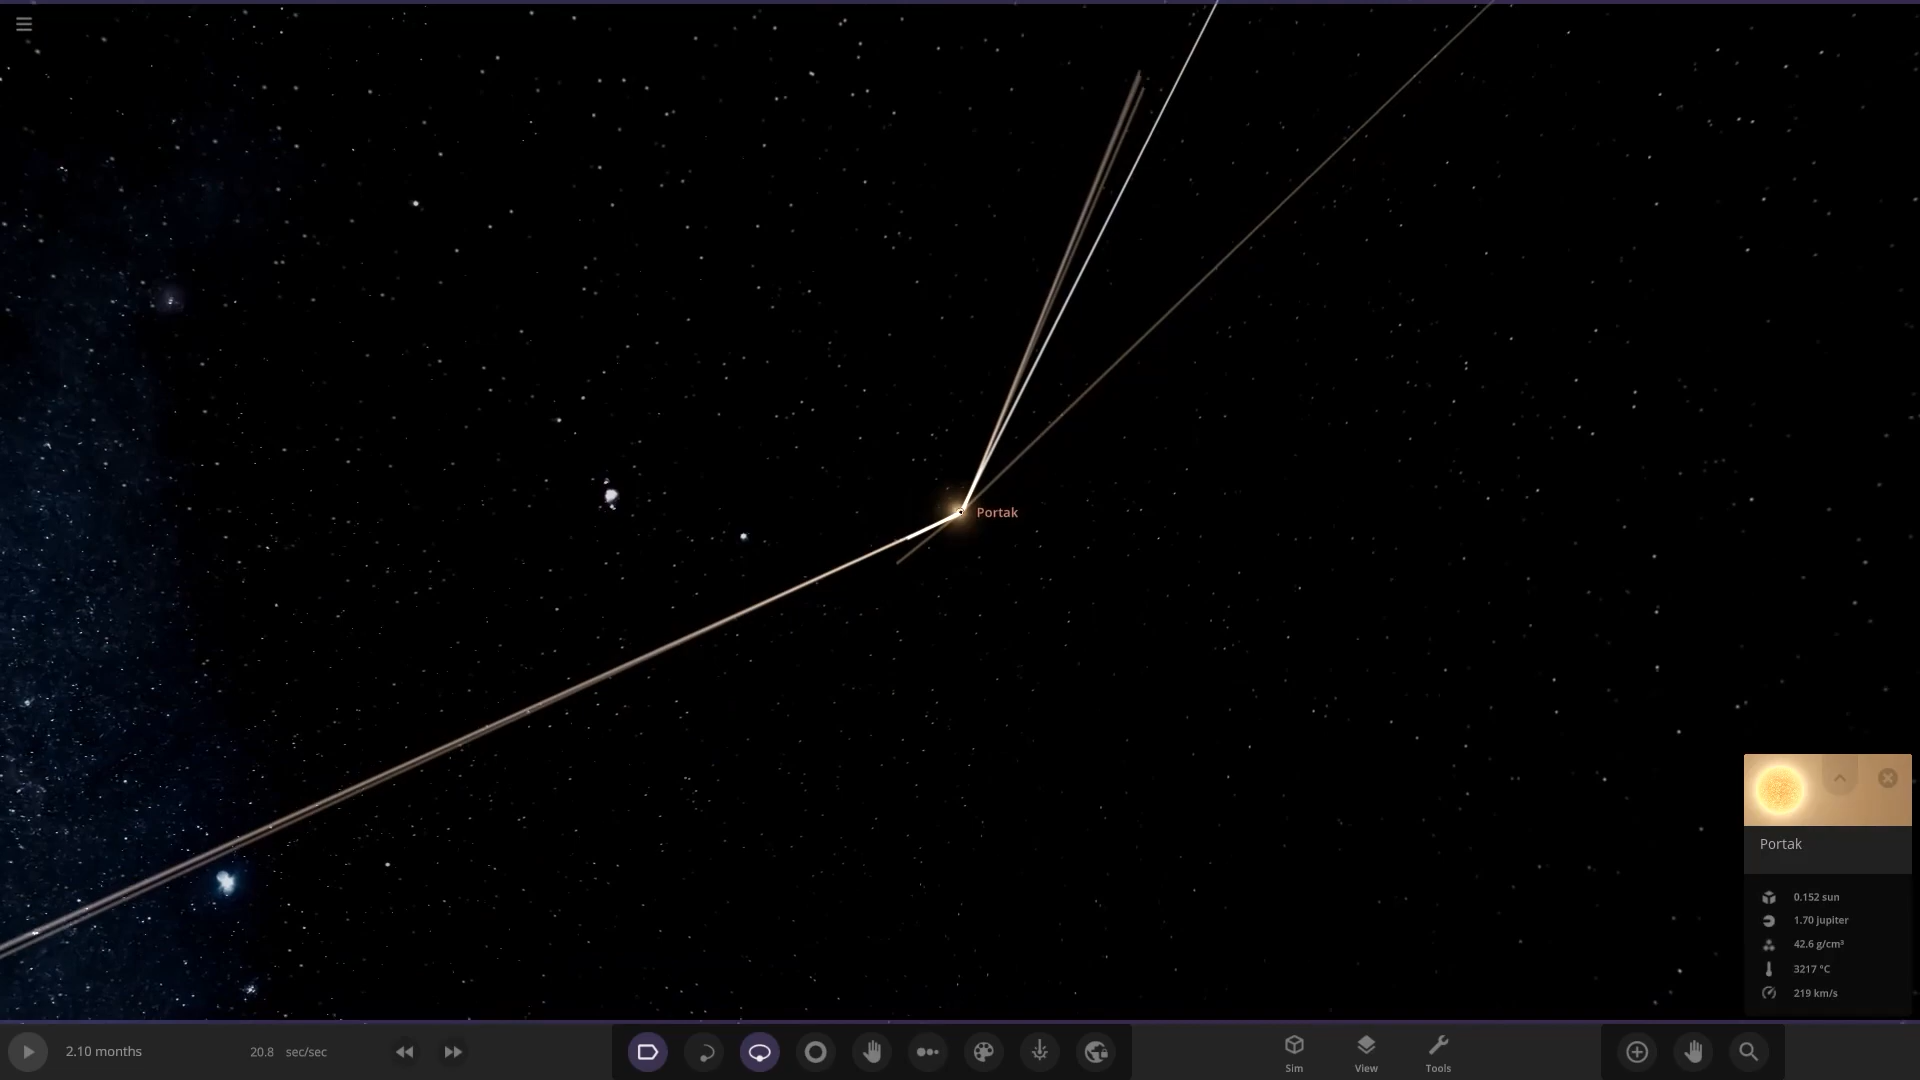 Portak
Portak
0.152 sun
1.70 jupiter
42.6 g/cm³
3217 °C
219 km/s
2.10 months
20.8 sec/sec
Sim
View
Tools